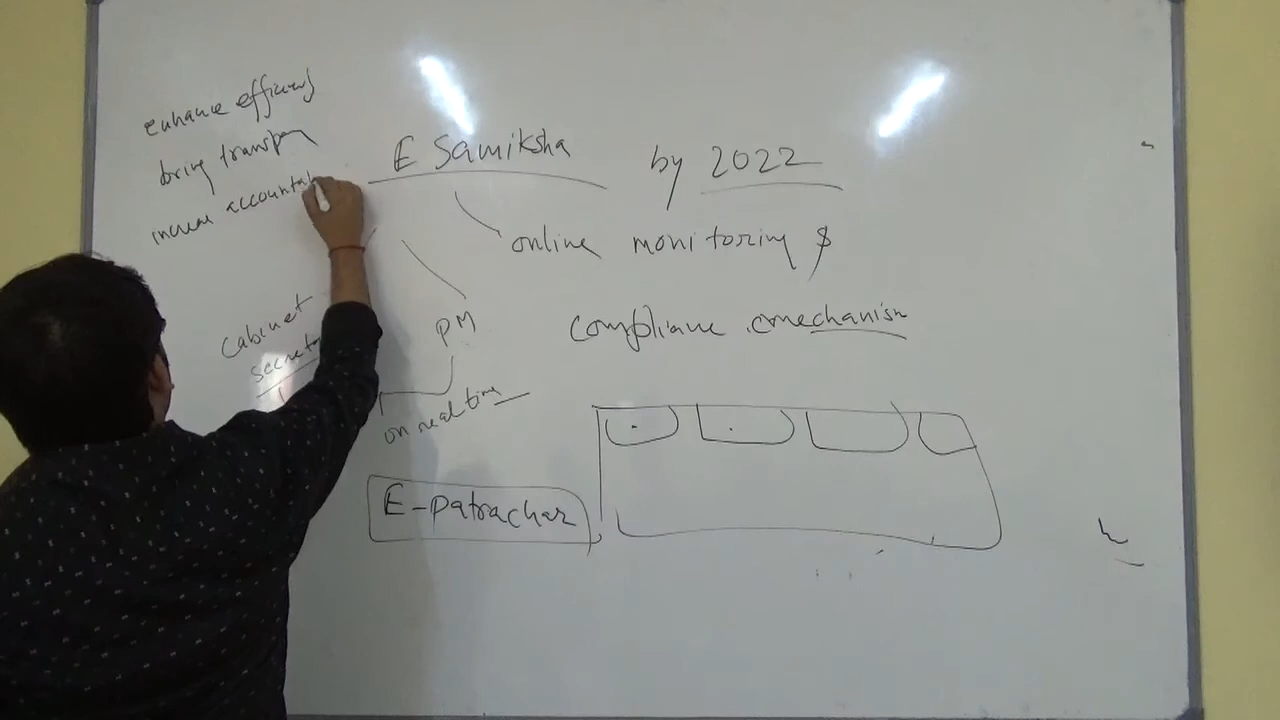 enhance efficiency
bring transpan
increase accountab
E Samiksha
by 2022
online monitoring &
compliance mechanism
cabinet
secreta
PM
on real time
E-patrachar